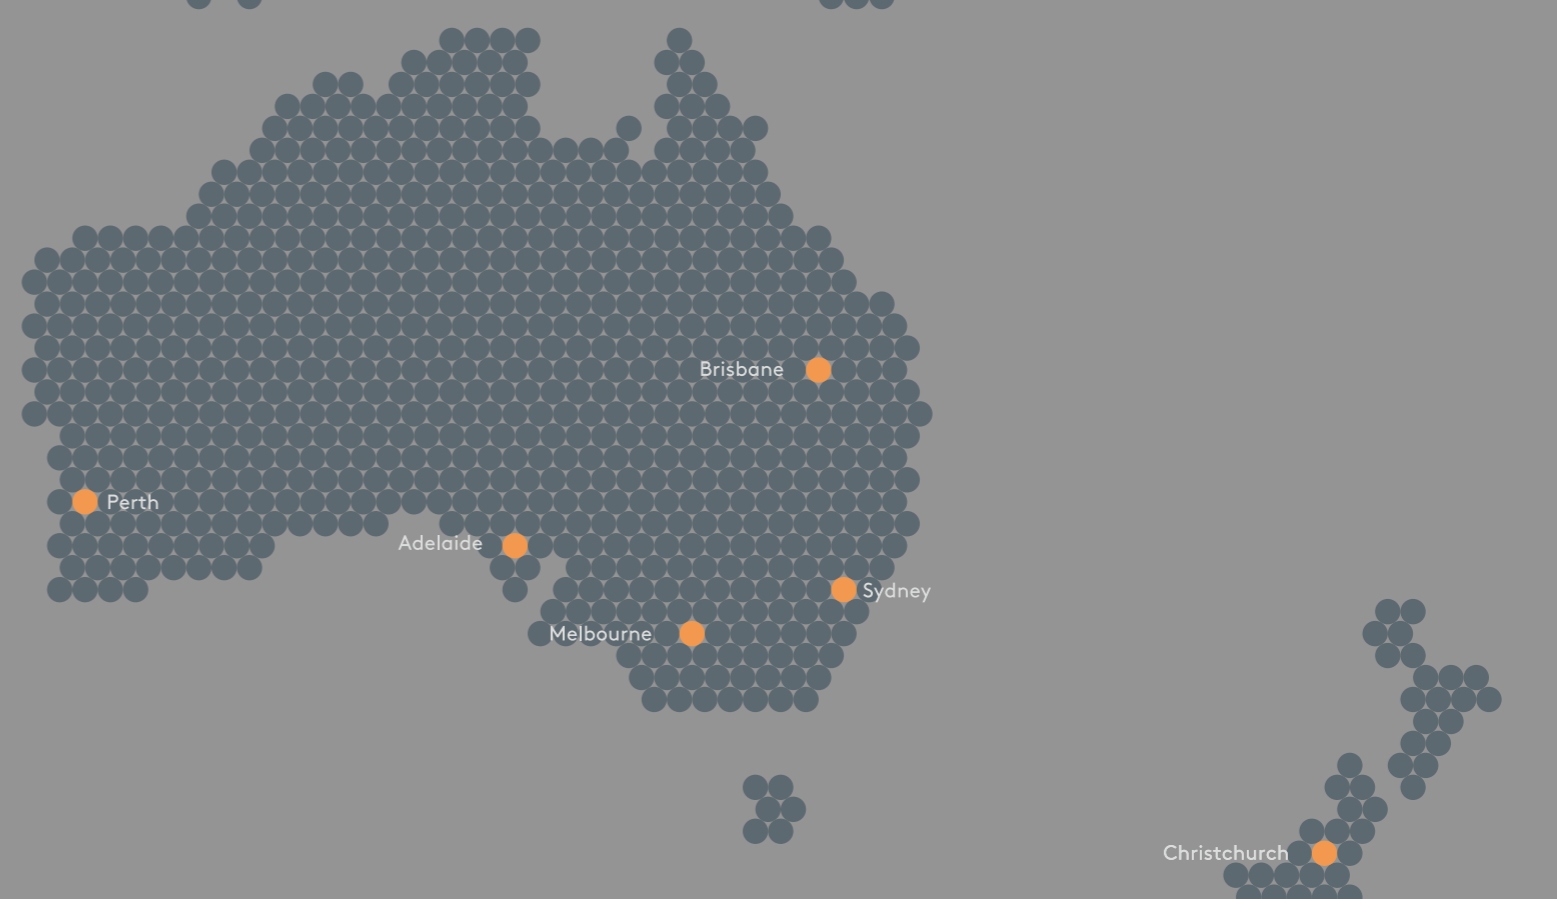 Brisbane
Perth
Adelaide
Sydney
Melbourne
Christchurch